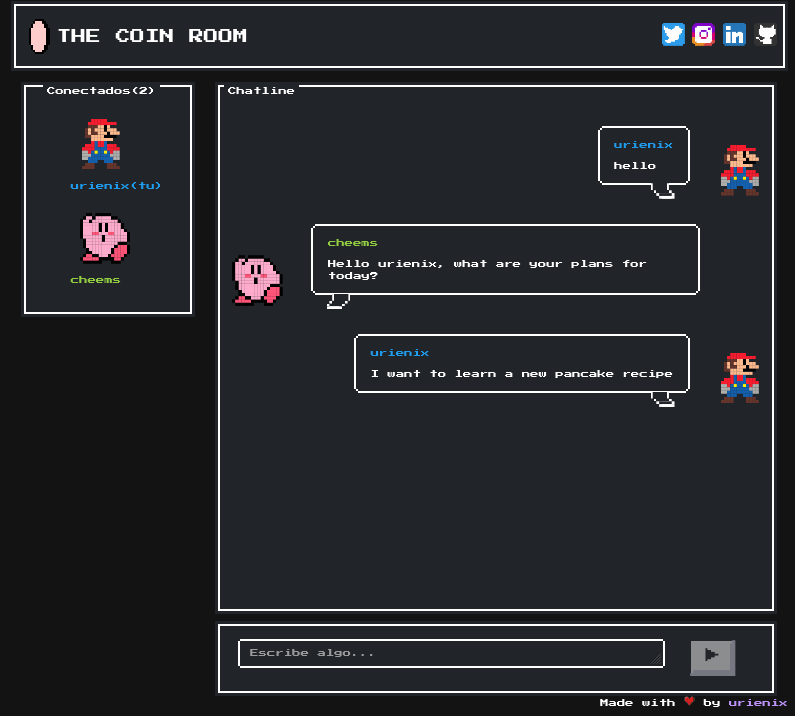 THE COIN ROOM
Conectados(2)
urienix(tu)
cheems
Chatline
urienix
hello
cheems
Hello urienix, what are your plans for
today?
urienix
I want to learn a new pancake recipe
Escribe algo...
Made with ❤ by urienix